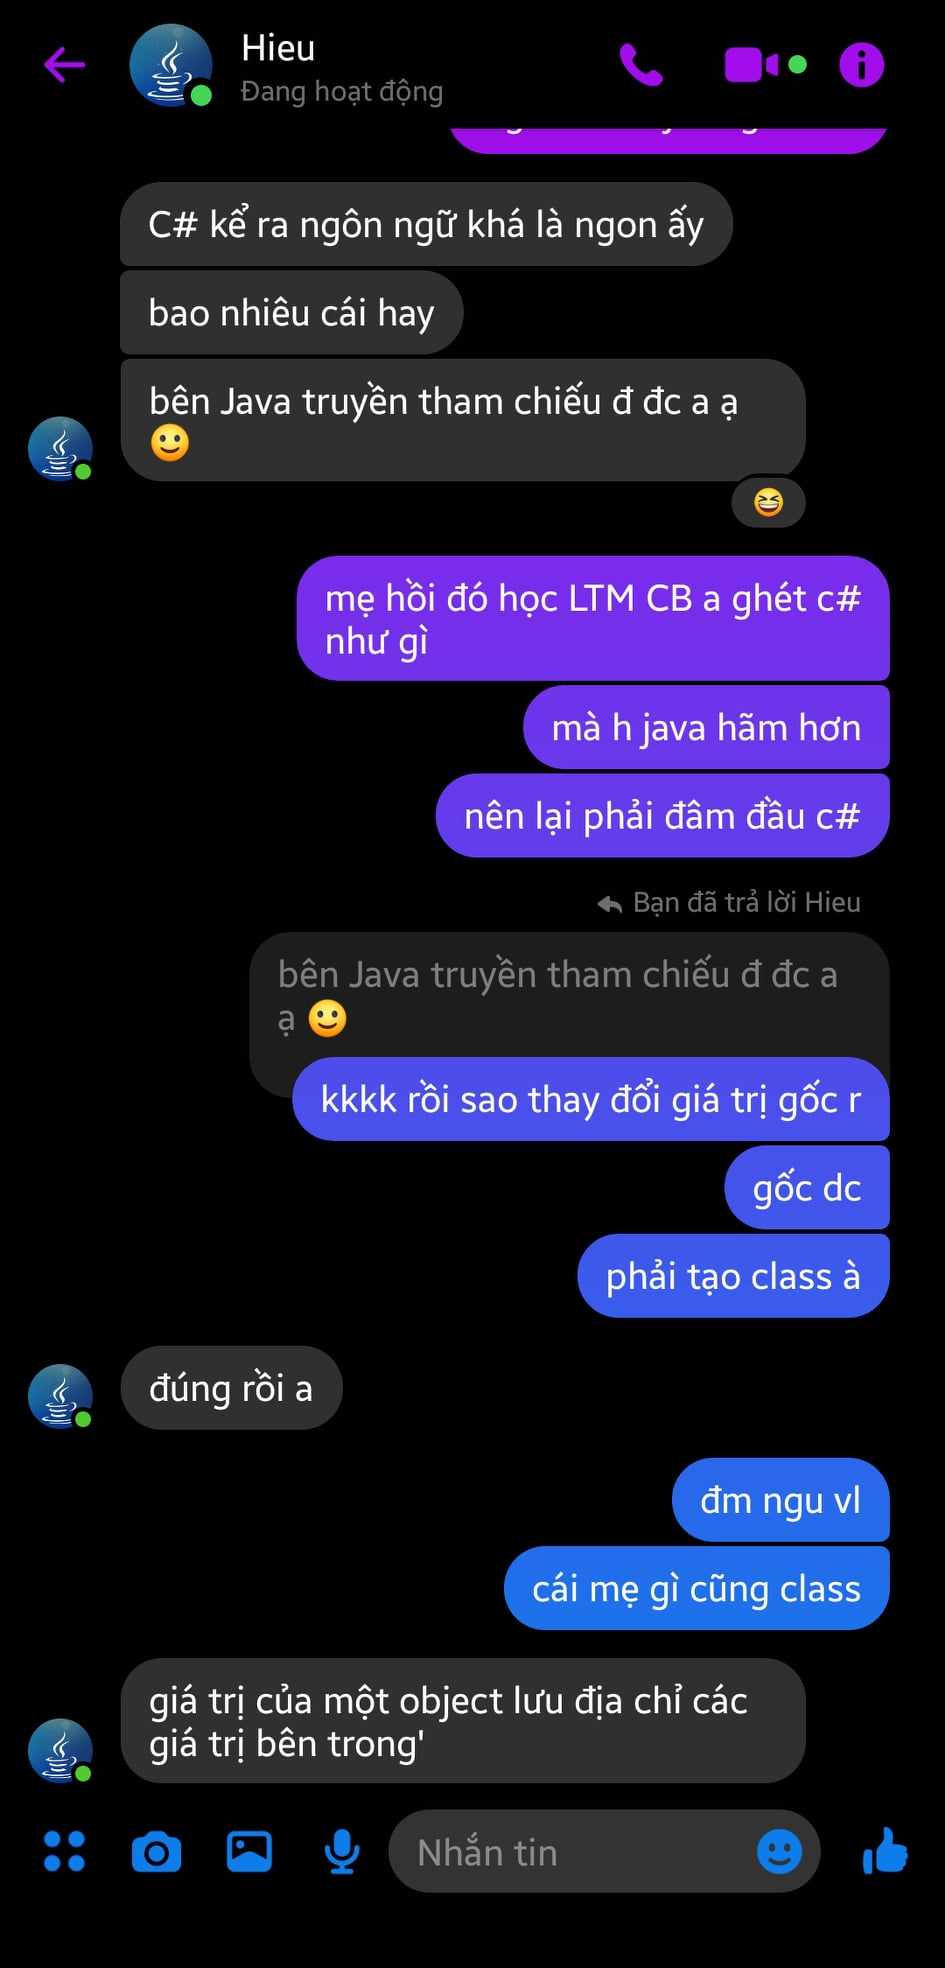 Hieu
Đang hoạt động
C# kể ra ngôn ngữ khá là ngon ấy
bao nhiêu cái hay
bên Java truyền tham chiếu đ đc a ạ
🙂
😆
mẹ hồi đó học LTM CB a ghét c#
như gì
mà h java hãm hơn
nên lại phải đâm đầu c#
Bạn đã trả lời Hieu
bên Java truyền tham chiếu đ đc a
ạ 🙂
kkkk rồi sao thay đổi giá trị gốc r
gốc dc
phải tạo class à
đúng rồi a
đm ngu vl
cái mẹ gì cũng class
giá trị của một object lưu địa chỉ các
giá trị bên trong'
Nhắn tin